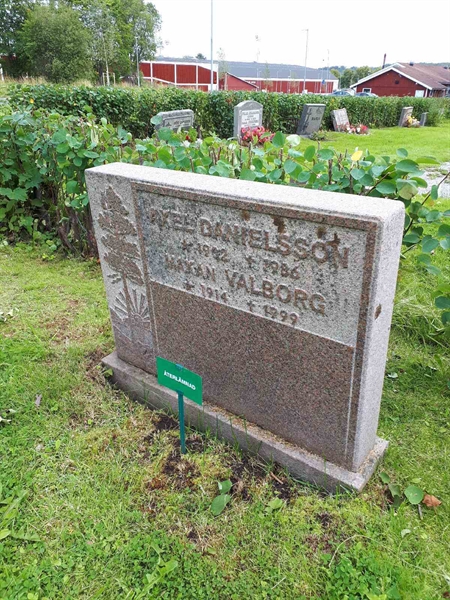 AXEL DANIELSSON
* 1902 † 1986
MAKAN VALBORG
* 1914 † 1999
ÅTERLÄMNAD